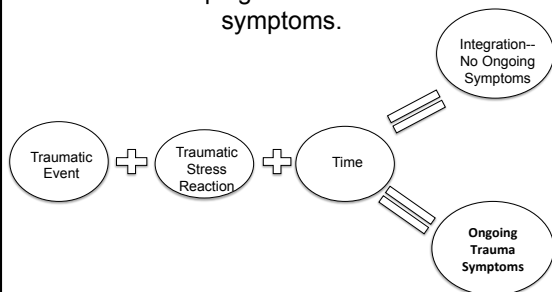 symptoms.
Integration--
No Ongoing
Symptoms
Traumatic
Event
Traumatic
Stress
Reaction
Time
Ongoing
Trauma
Symptoms